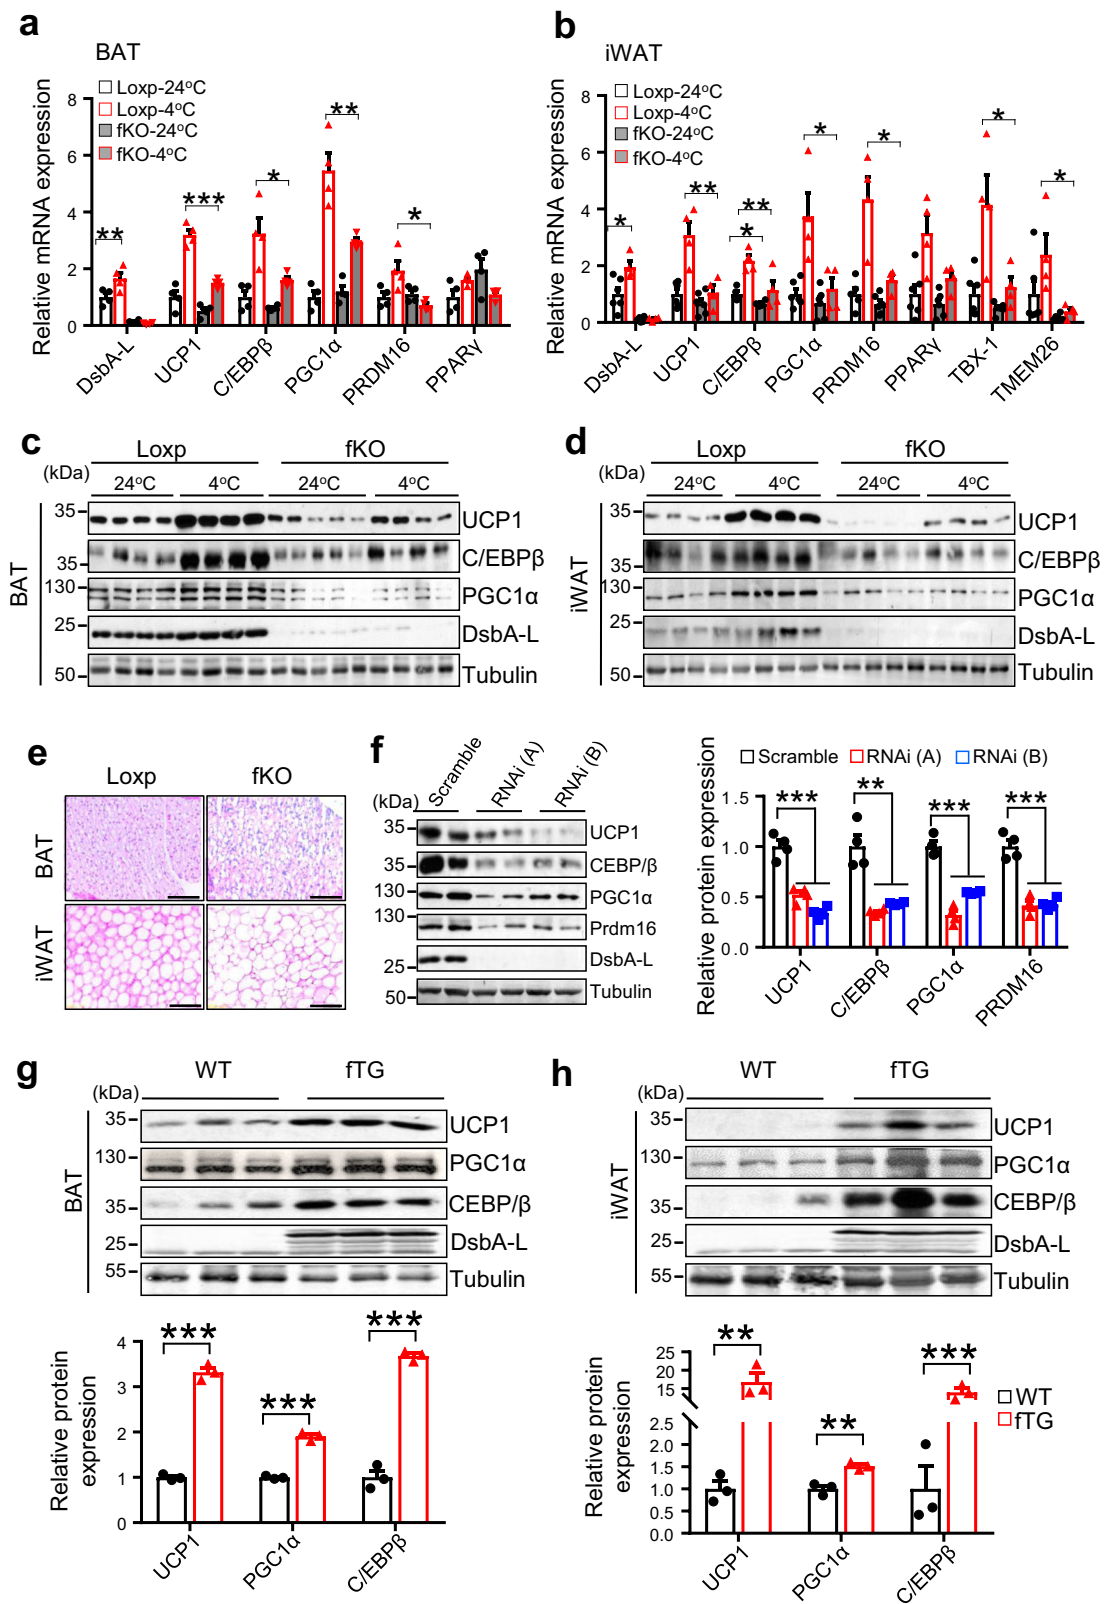 a
BAT
Loxp-24°C
Loxp-4°C
fKO-24°C
fKO-4°C
Relative mRNA expression
8
6
4
2
0
**
***
*
**
*
DsbA-L
UCP1
C/EBPβ
PGC1α
PRDM16
PPARγ
b
iWAT
Loxp-24°C
Loxp-4°C
fKO-24°C
fKO-4°C
Relative mRNA expression
8
6
4
2
0
*
**
**
*
*
*
*
*
DsbA-L
UCP1
C/EBPβ
PGC1α
PRDM16
PPARγ
TBX-1
TMEM26
c
Loxp fKO
(kDa)
24°C 4°C 24°C 4°C
BAT
35 UCP1
35 C/EBPβ
130 PGC1α
25 DsbA-L
50 Tubulin
d
Loxp fKO
(kDa)
24°C 4°C 24°C 4°C
iWAT
35 UCP1
35 C/EBPβ
130 PGC1α
25 DsbA-L
50 Tubulin
e
Loxp fKO
BAT
iWAT
f
Scramble RNAi (A) RNAi (B)
(kDa)
35 UCP1
35 CEBP/β
130 PGC1α
130 Prdm16
25 DsbA-L
50 Tubulin
Scramble RNAi (A) RNAi (B)
Relative protein expression
1.5
1.0
0.5
0.0
***
**
***
***
UCP1
C/EBPβ
PGC1α
PRDM16
g
WT fTG
(kDa)
BAT
35 UCP1
130 PGC1α
35 CEBP/β
25 DsbA-L
55 Tubulin
Relative protein
expression
4
3
2
1
0
***
***
***
UCP1
PGC1α
C/EBPβ
h
WT fTG
(kDa)
iWAT
35 UCP1
130 PGC1α
35 CEBP/β
25 DsbA-L
55 Tubulin
Relative protein
expression
25
20
15
2.5
2.0
1.5
1.0
0.5
0.0
**
**
***
WT
fTG
UCP1
PGC1α
C/EBPβ